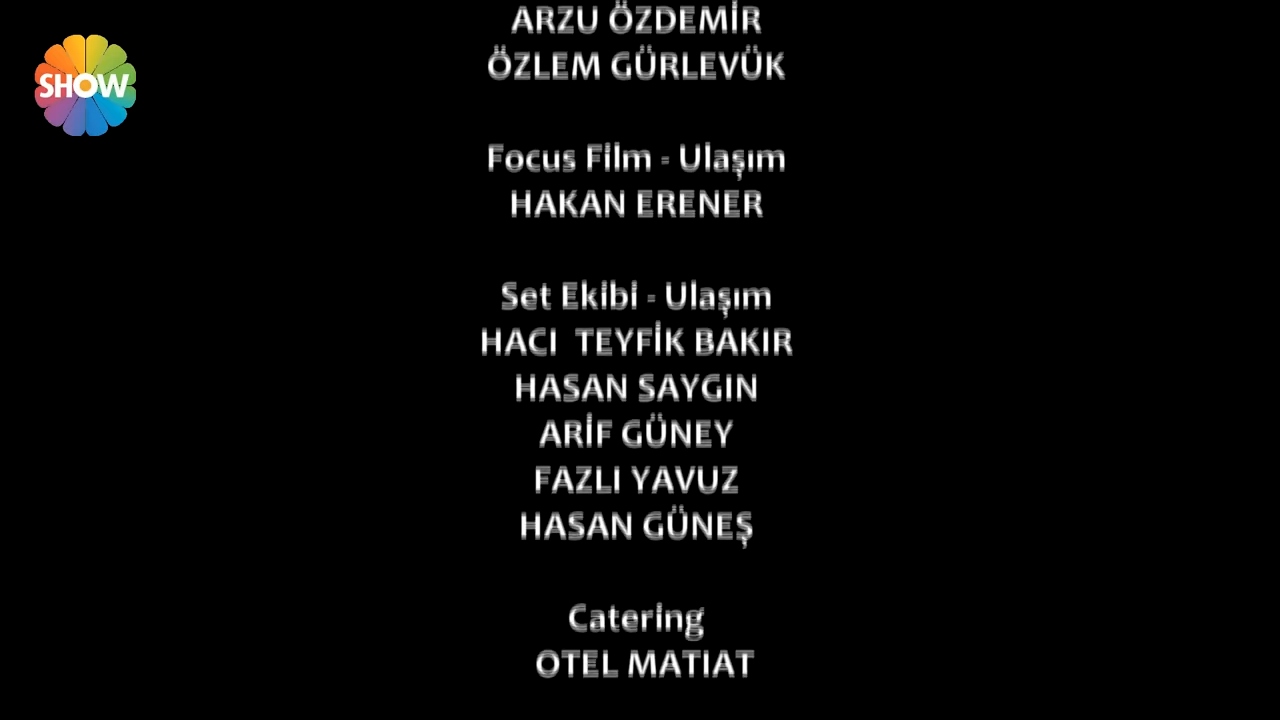 ARZU ÖZDEMİR
ÖZLEM GÜRLEVÜK
SHOW
Focus Film - Ulaşım
HAKAN ERENER
Set Ekibi - Ulaşım
HACI TEYFİK BAKIR
HASAN SAYGIN
ARİF GÜNEY
FAZLI YAVUZ
HASAN GÜNEŞ
Catering
OTEL MATIAT